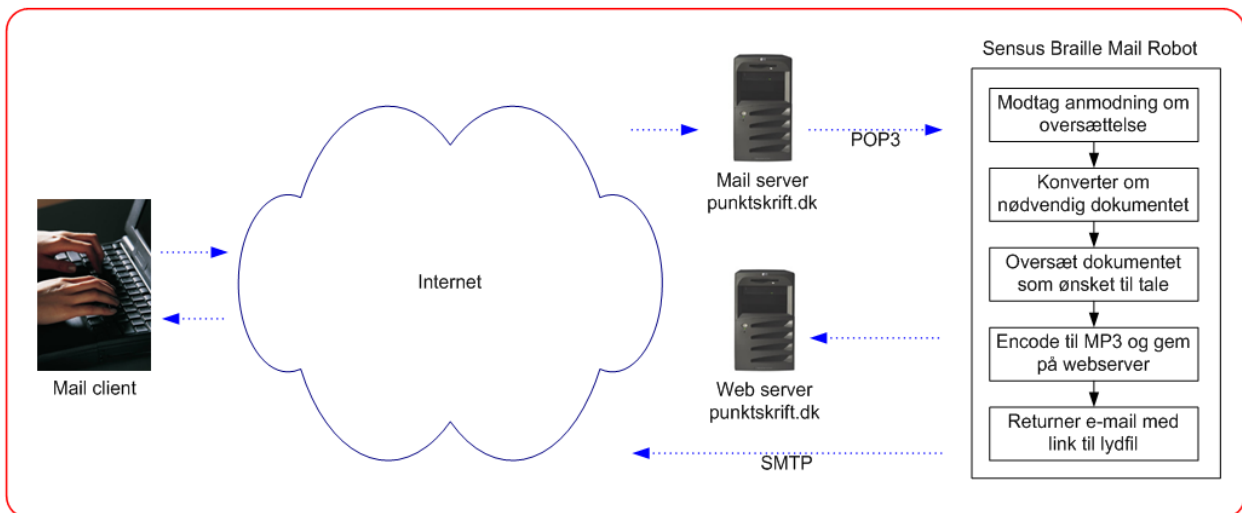 Sensus Braille Mail Robot
Modtag anmodning om
oversættelse
POP3
Mail server
punktskrift.dk
Konverter om
nødvendig dokumentet
Internet
Oversæt dokumentet
som ønsket til tale
Encode til MP3 og gem
på webserver
Mail client
Web server
punktskrift.dk
Returner e-mail med
link til lydfil
SMTP